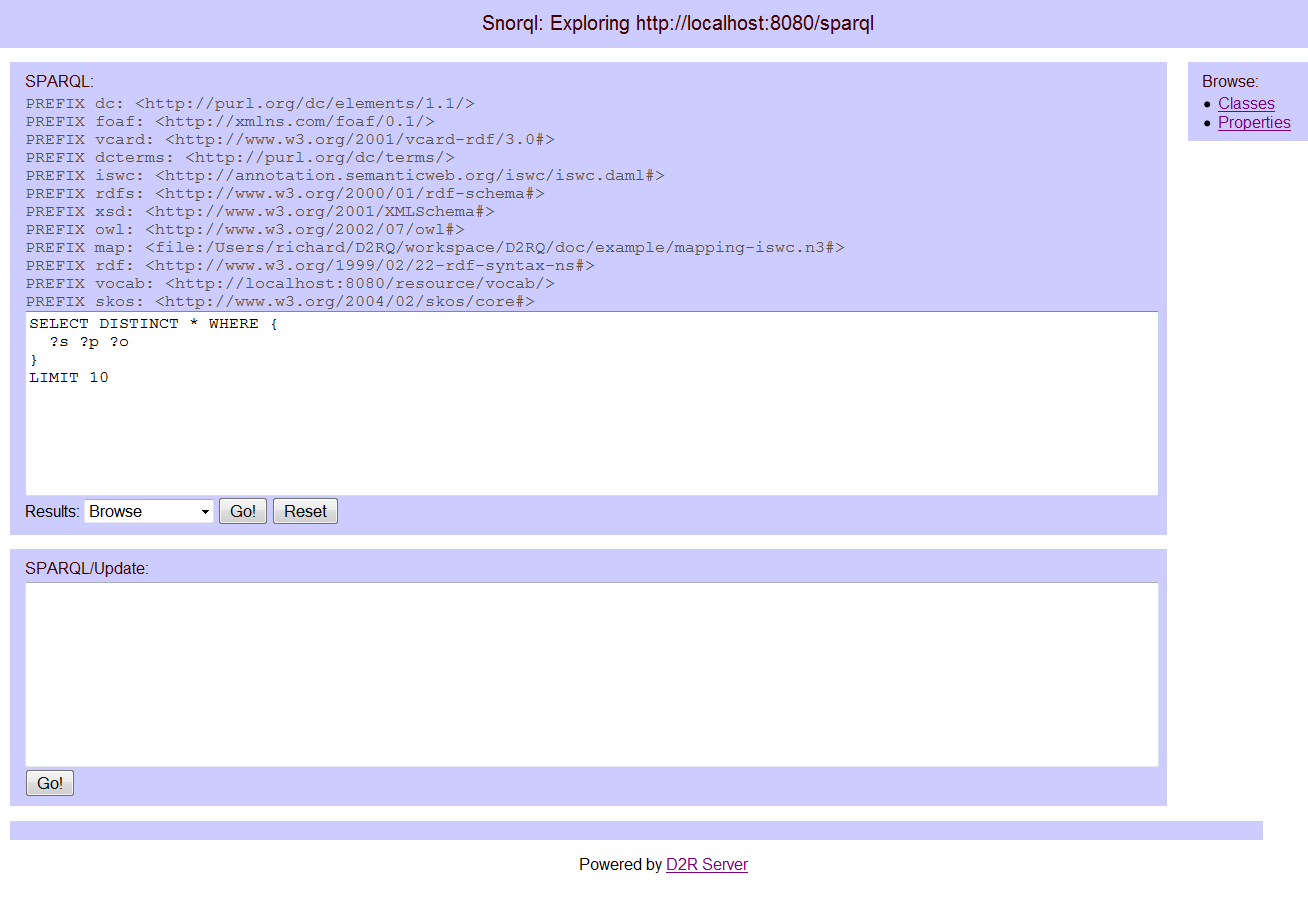 Snorql: Exploring http://localhost:8080/sparql
SPARQL:
PREFIX dc: <http://purl.org/dc/elements/1.1/>
PREFIX foaf: <http://xmlns.com/foaf/0.1/>
PREFIX vcard: <http://www.w3.org/2001/vcard-rdf/3.0#>
PREFIX dcterms: <http://purl.org/dc/terms/>
PREFIX iswc: <http://annotation.semanticweb.org/iswc/iswc.daml#>
PREFIX rdfs: <http://www.w3.org/2000/01/rdf-schema#>
PREFIX xsd: <http://www.w3.org/2001/XMLSchema#>
PREFIX owl: <http://www.w3.org/2002/07/owl#>
PREFIX map: <file:/Users/richard/D2RQ/workspace/D2RQ/doc/example/mapping-iswc.n3#>
PREFIX rdf: <http://www.w3.org/1999/02/22-rdf-syntax-ns#>
PREFIX vocab: <http://localhost:8080/resource/vocab/>
PREFIX skos: <http://www.w3.org/2004/02/skos/core#>
SELECT DISTINCT * WHERE {
  ?s ?p ?o
}
LIMIT 10
Results: Browse Go! Reset
SPARQL/Update:
Go!
Browse:
• Classes
• Properties
Powered by D2R Server